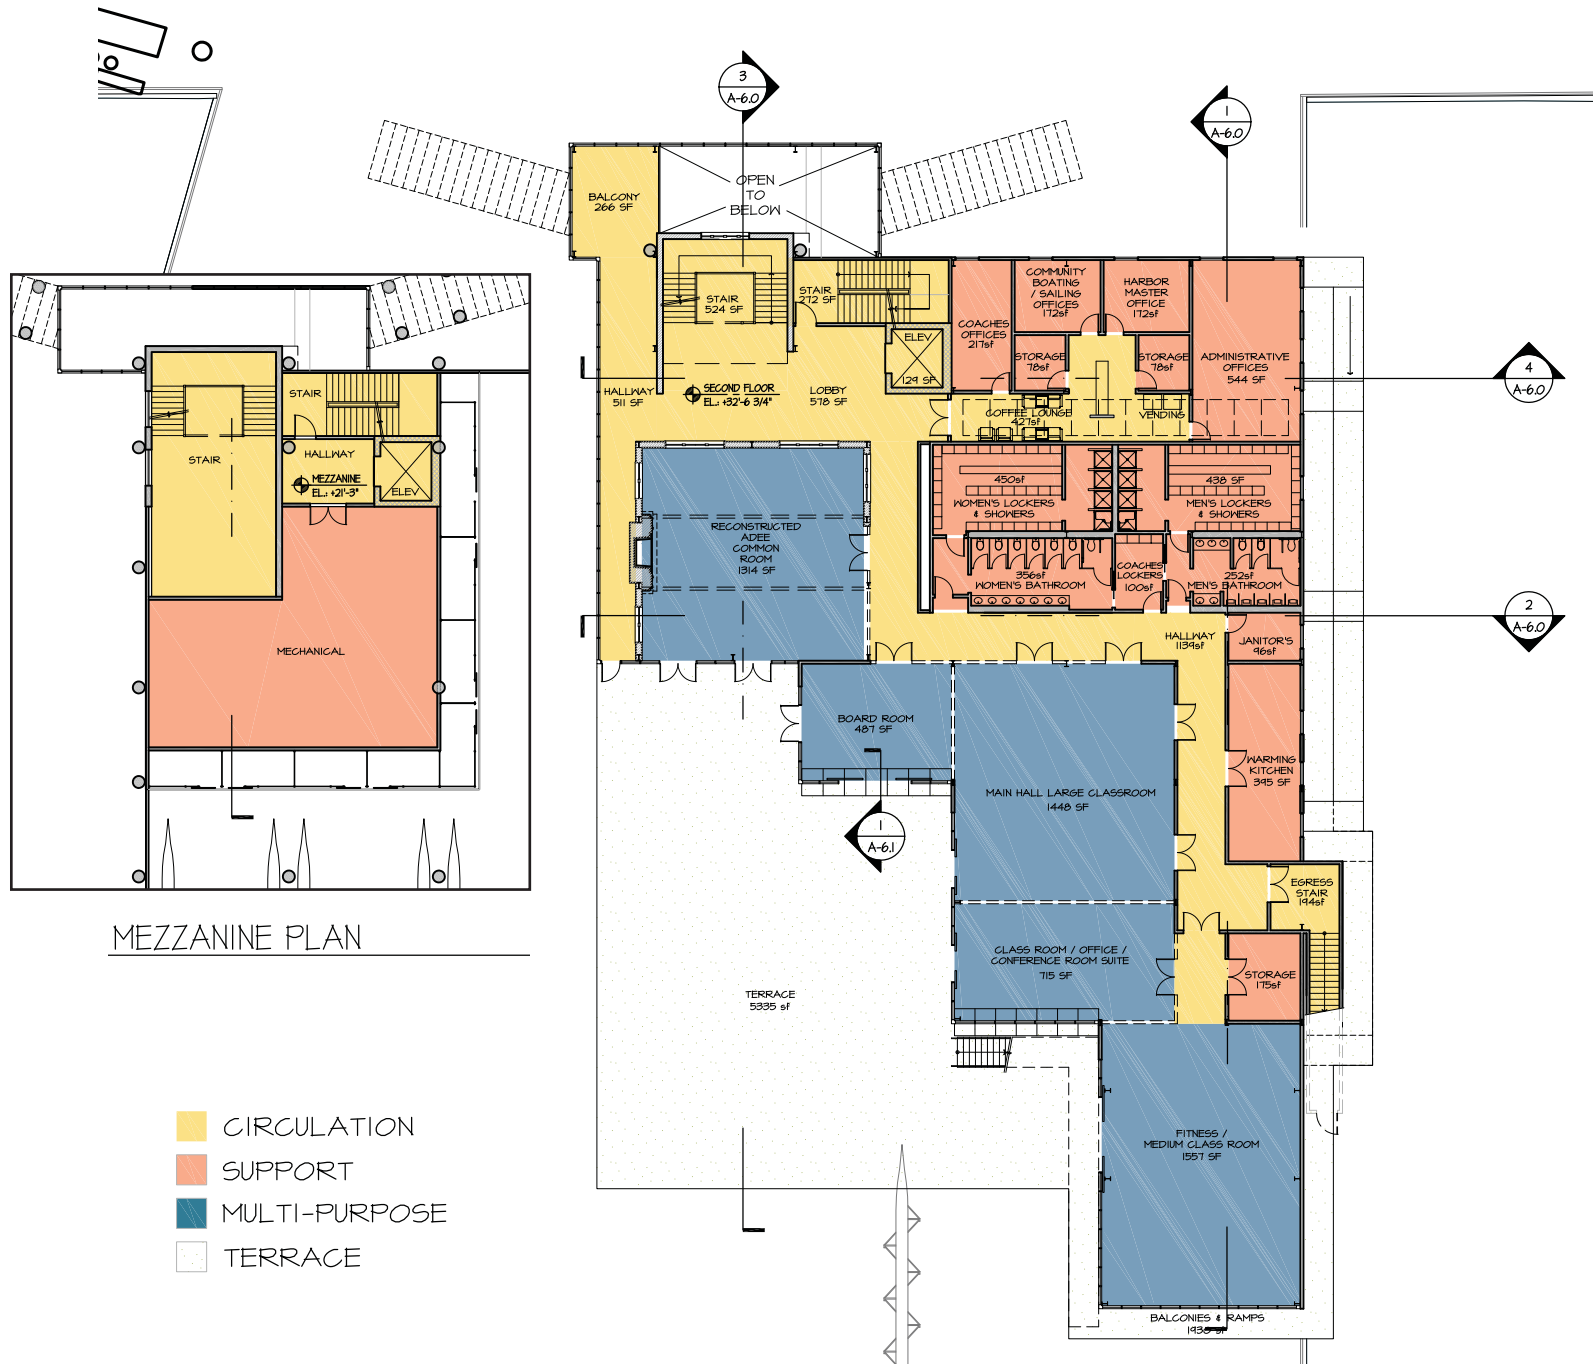 3
A-6.0
1
A-6.0
OPEN
TO
BELOW
BALCONY
266 SF
STAIR
524 SF
STAIR
272 SF
ELEV
129 SF
COACHES
OFFICES
217sf
COMMUNITY
BOATING
/ SAILING
OFFICES
172sf
HARBOR
MASTER
OFFICE
172sf
STORAGE
78sf
STORAGE
78sf
ADMINISTRATIVE
OFFICES
544 SF
4
A-6.0
HALLWAY
511 SF
SECOND FLOOR
EL.: +32'-6 3/4"
LOBBY
578 SF
COFFEE LOUNGE
427sf
VENDING
450sf
WOMEN'S LOCKERS
& SHOWERS
438 SF
MEN'S LOCKERS
& SHOWERS
RECONSTRUCTED
ADEE
COMMON
ROOM
1314 SF
356sf
WOMEN'S BATHROOM
COACHES
LOCKERS
100sf
252sf
MEN'S BATHROOM
2
A-6.0
HALLWAY
1139sf
JANITOR'S
96sf
BOARD ROOM
487 SF
MAIN HALL LARGE CLASSROOM
1448 SF
WARMING
KITCHEN
395 SF
1
A-6.1
EGRESS
STAIR
194sf
CLASS ROOM / OFFICE /
CONFERENCE ROOM SUITE
715 SF
STORAGE
175sf
TERRACE
5335 sf
FITNESS /
MEDIUM CLASS ROOM
1557 SF
BALCONIES & RAMPS
STAIR
STAIR
HALLWAY
MEZZANINE
EL.: +21'-3"
ELEV
MECHANICAL
MEZZANINE PLAN
CIRCULATION
SUPPORT
MULTI-PURPOSE
TERRACE